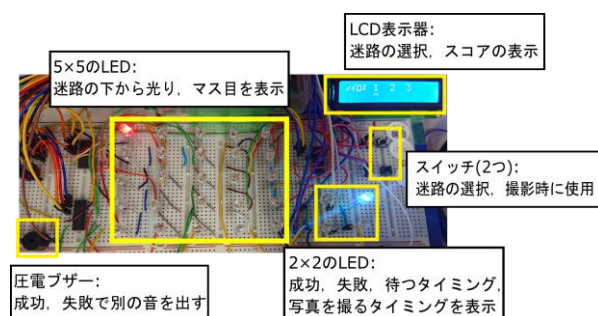 LCD表示器:
迷路の選択, スコアの表示
5×5のLED:
迷路の下から光り, マス目を表示
メイロ: 1 2 3
スイッチ(2つ):
迷路の選択, 撮影時に使用
圧電ブザー:
成功, 失敗で別の音を出す
2×2のLED:
成功, 失敗, 待つタイミング,
写真を撮るタイミングを表示